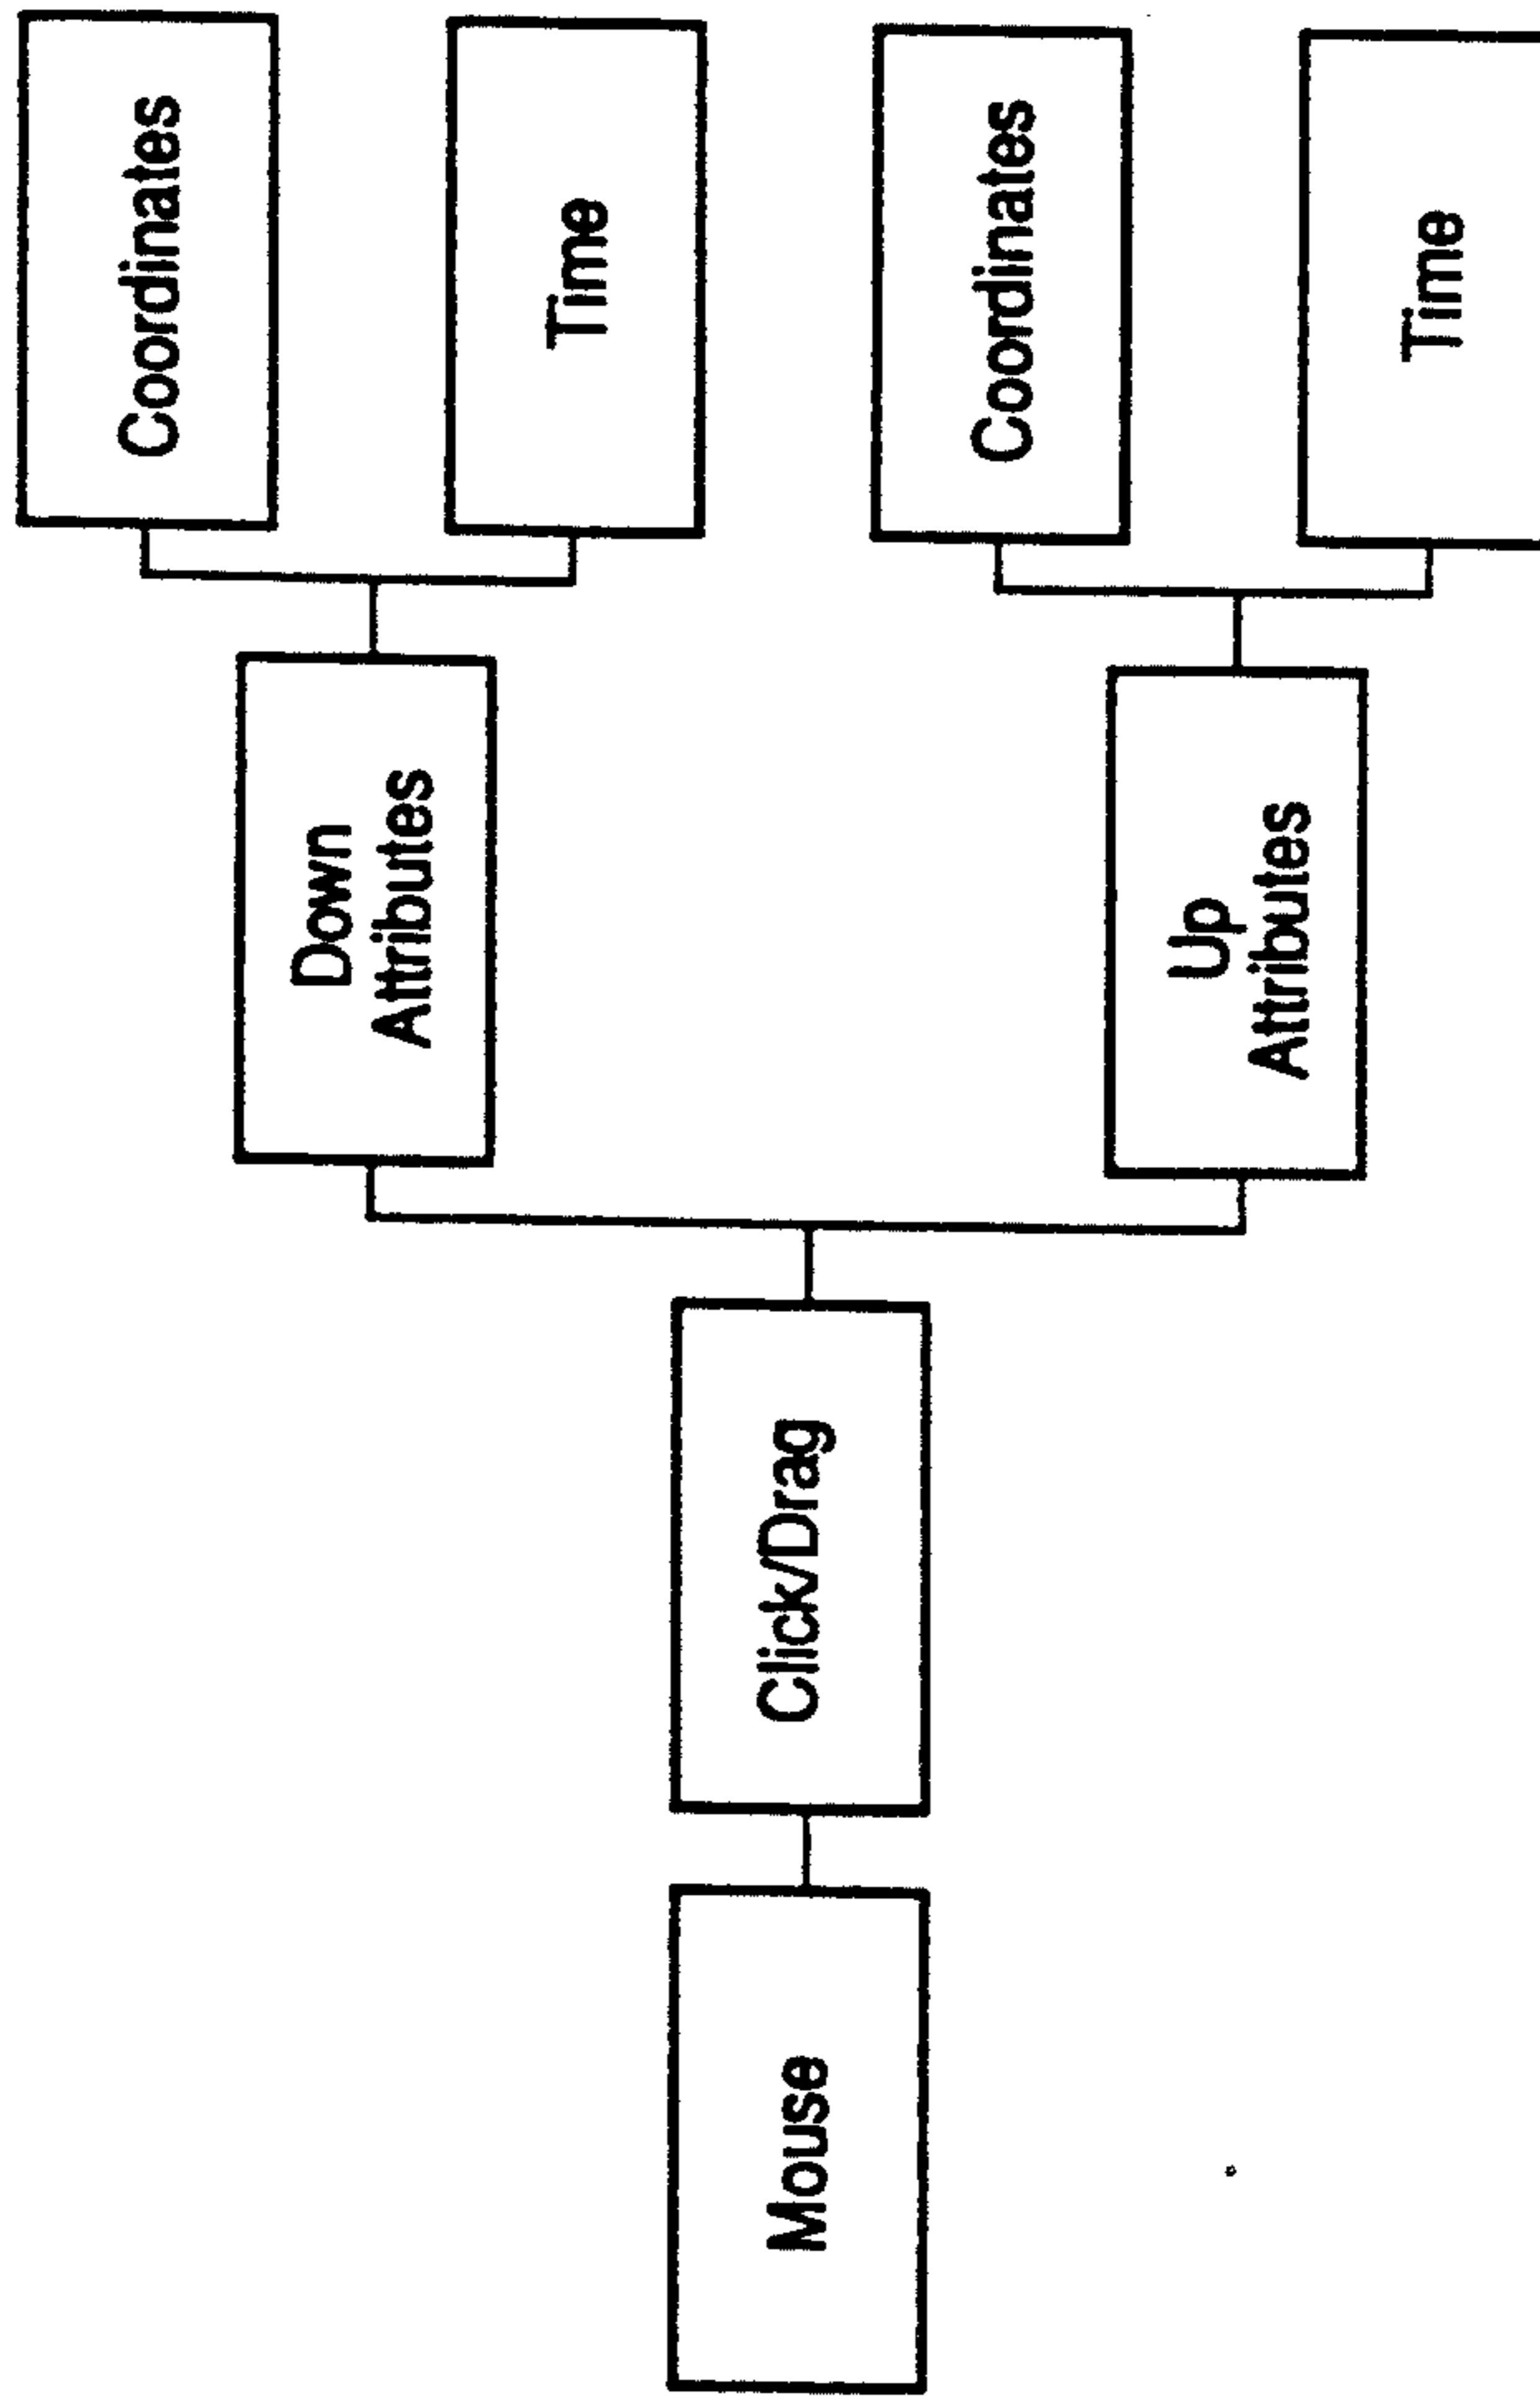 Mouse
Click/Drag
Down
Attributes
Coordinates
Time
Up
Attributes
Coordinates
Time